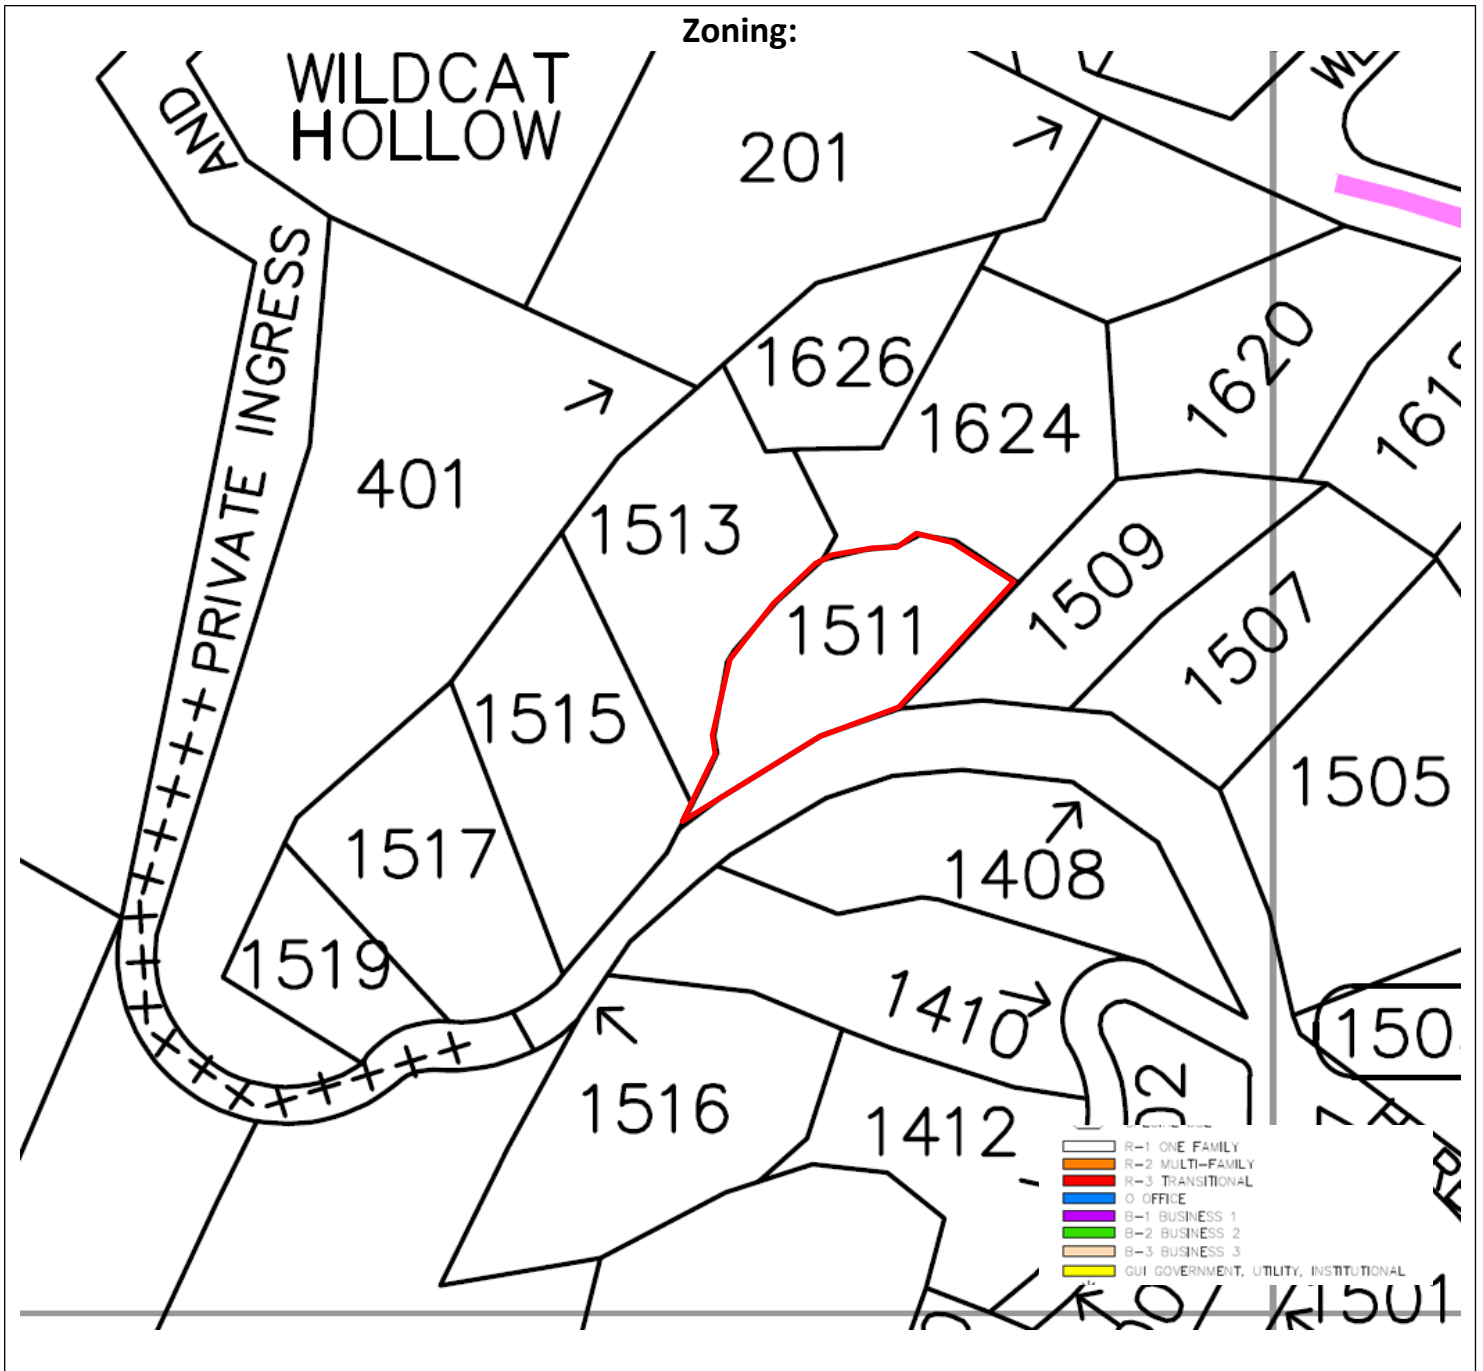 Zoning:
WILDCAT
HOLLOW
AND
PRIVATE INGRESS
201
1626
1624
1620
401
1513
1509
1511
1507
1515
1505
1517
1408
1519
1410
1516
1412
R-1 ONE FAMILY
R-2 MULTI-FAMILY
R-3 TRANSITIONAL
O OFFICE
B-1 BUSINESS 1
B-2 BUSINESS 2
B-3 BUSINESS 3
GUI GOVERNMENT, UTILITY, INSTITUTIONAL
1501